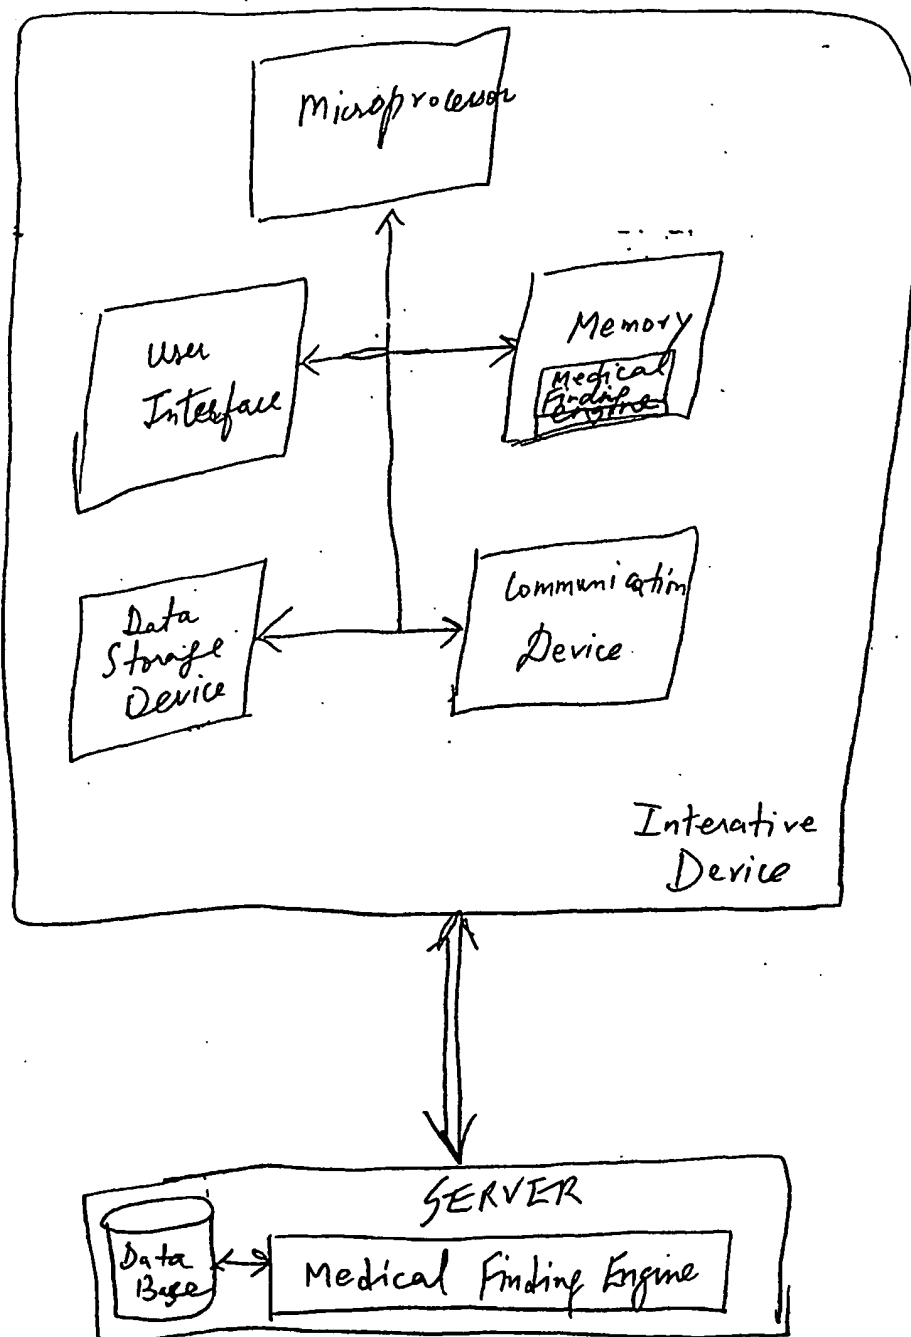 Microprocessor
User
Interface
Memory
Medical
Finding
Engine
Data
Storage
Device
Communication
Device
Interative
Device
SERVER
Data
Base
Medical Finding Engine